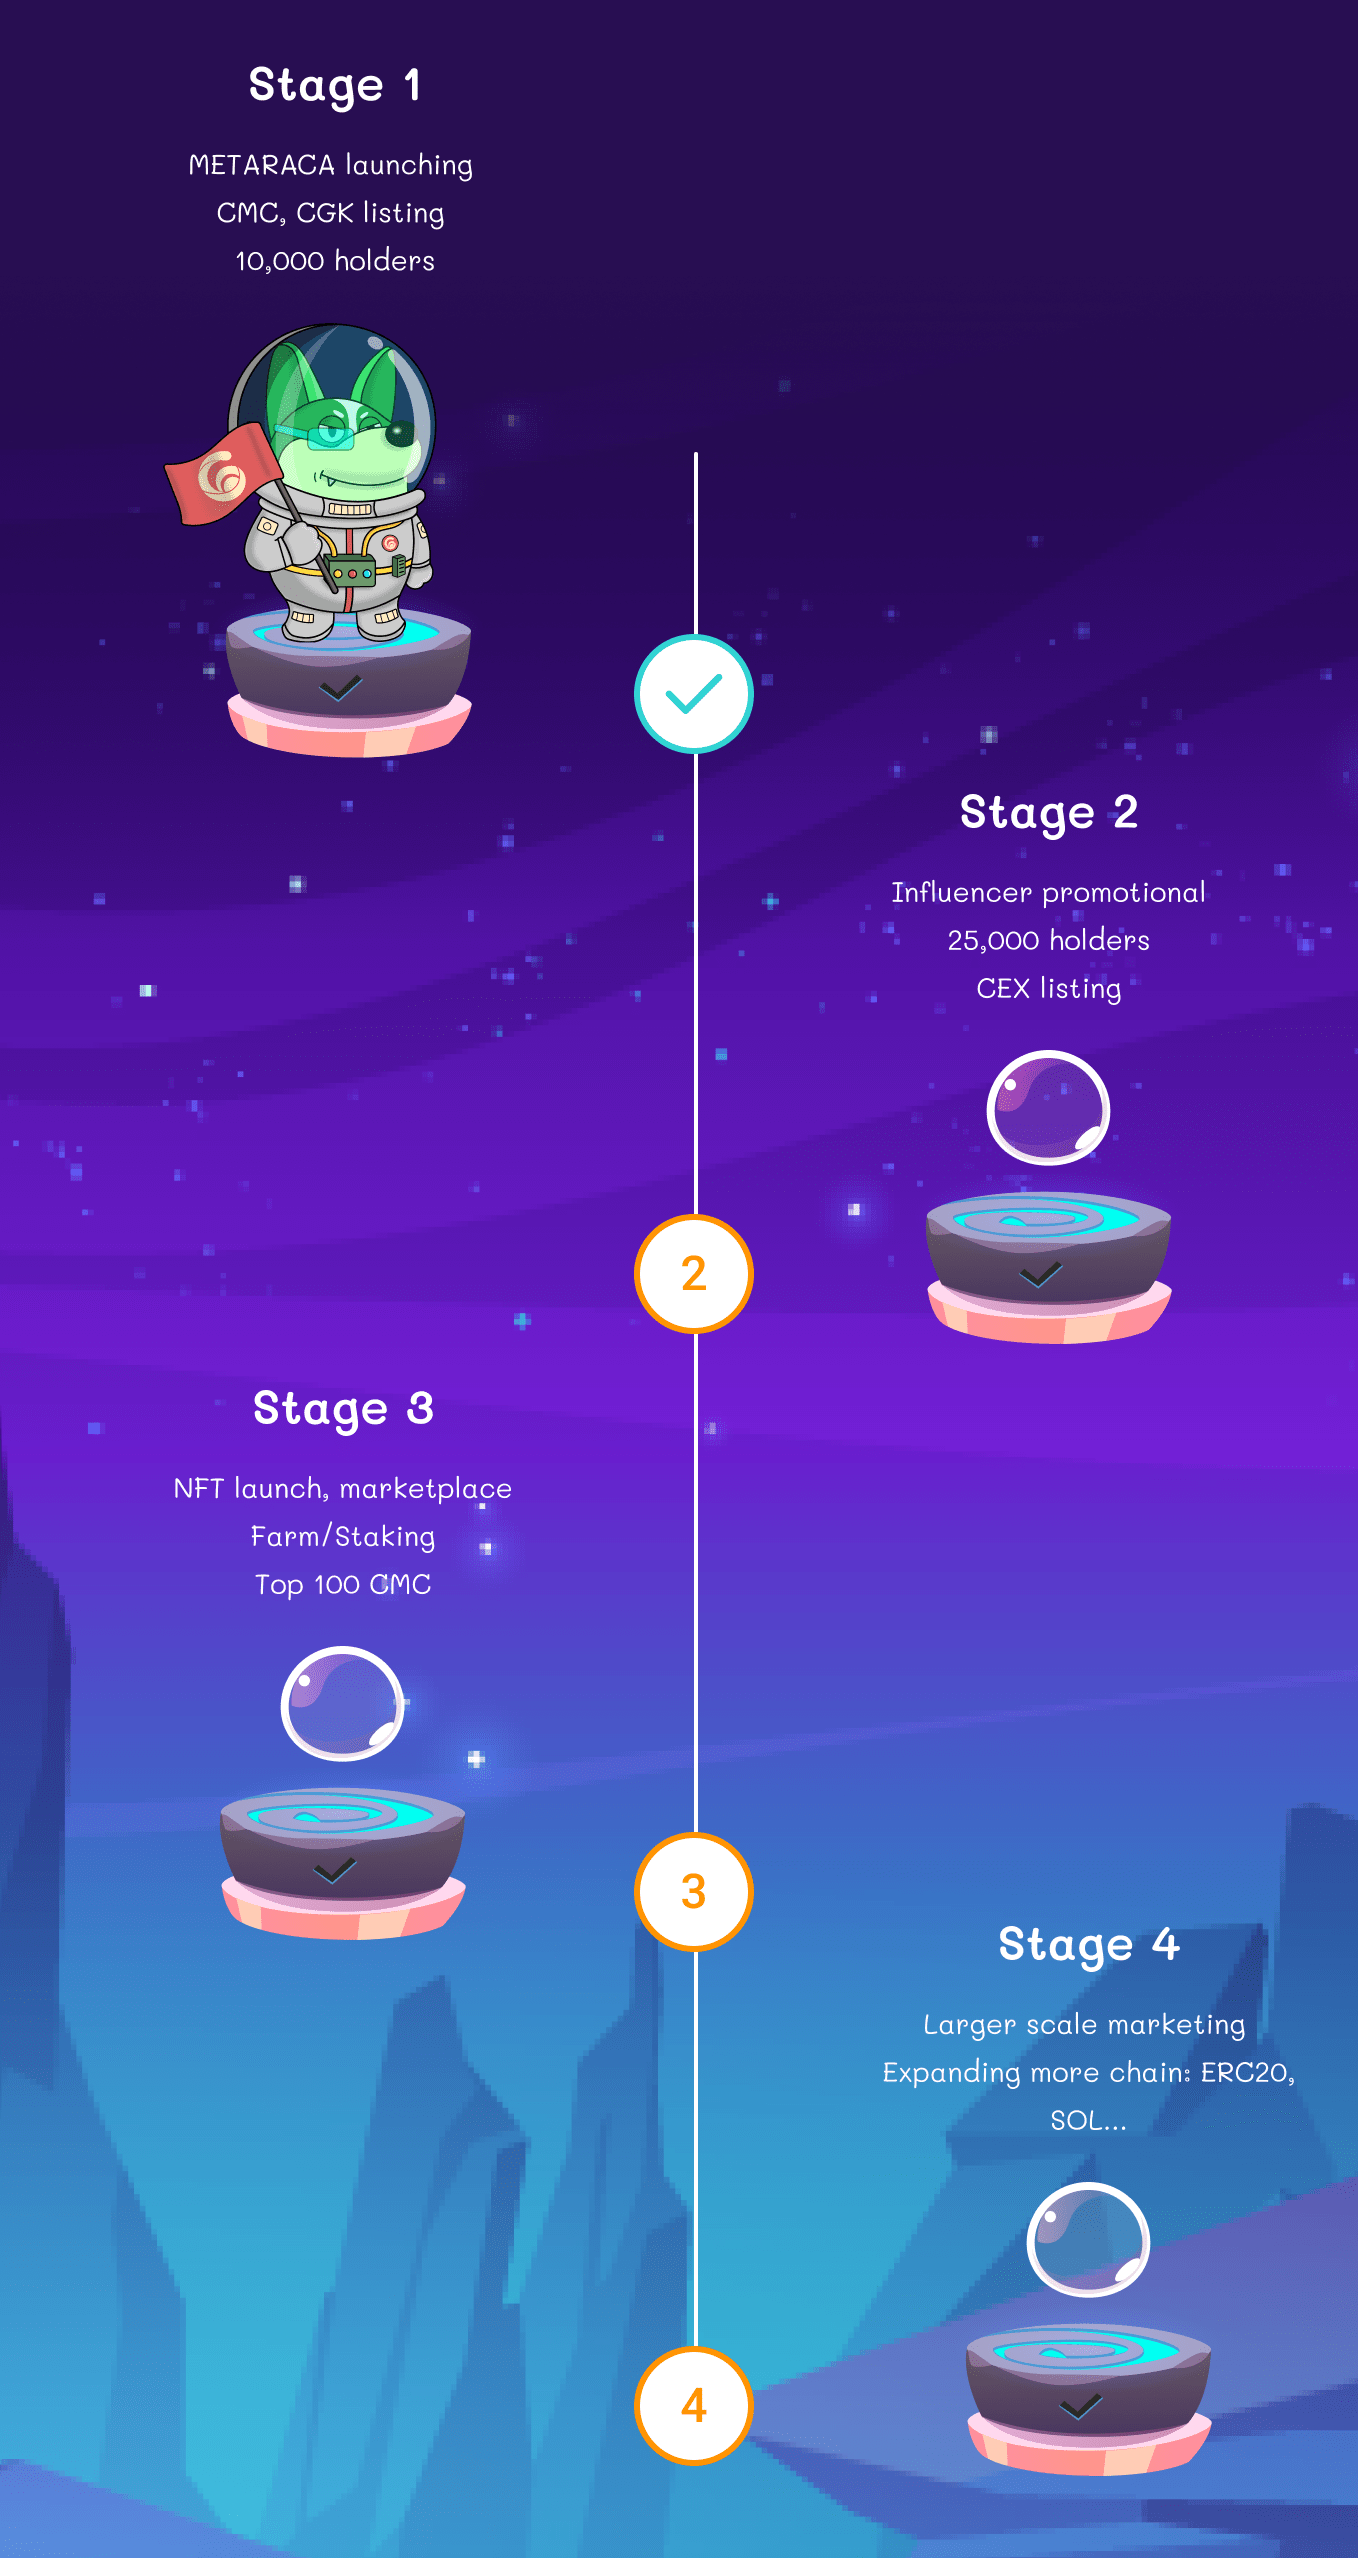 Stage 1
METARACA launching
CMC, CGK listing
10,000 holders
Stage 2
Influencer promotional
25,000 holders
CEX listing
2
Stage 3
NFT launch, marketplace
Farm/Staking
Top 100 CMC
3
Stage 4
Larger scale marketing
Expanding more chain: ERC20,
SOL...
4